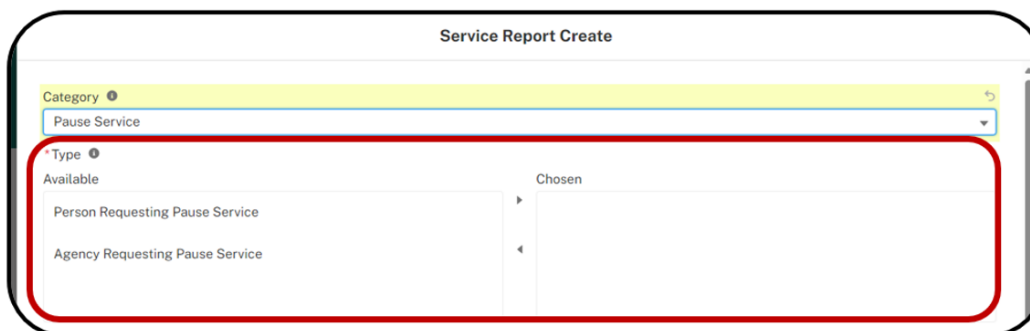 Service Report Create
Category
Pause Service
*Type
Available
Chosen
Person Requesting Pause Service
Agency Requesting Pause Service